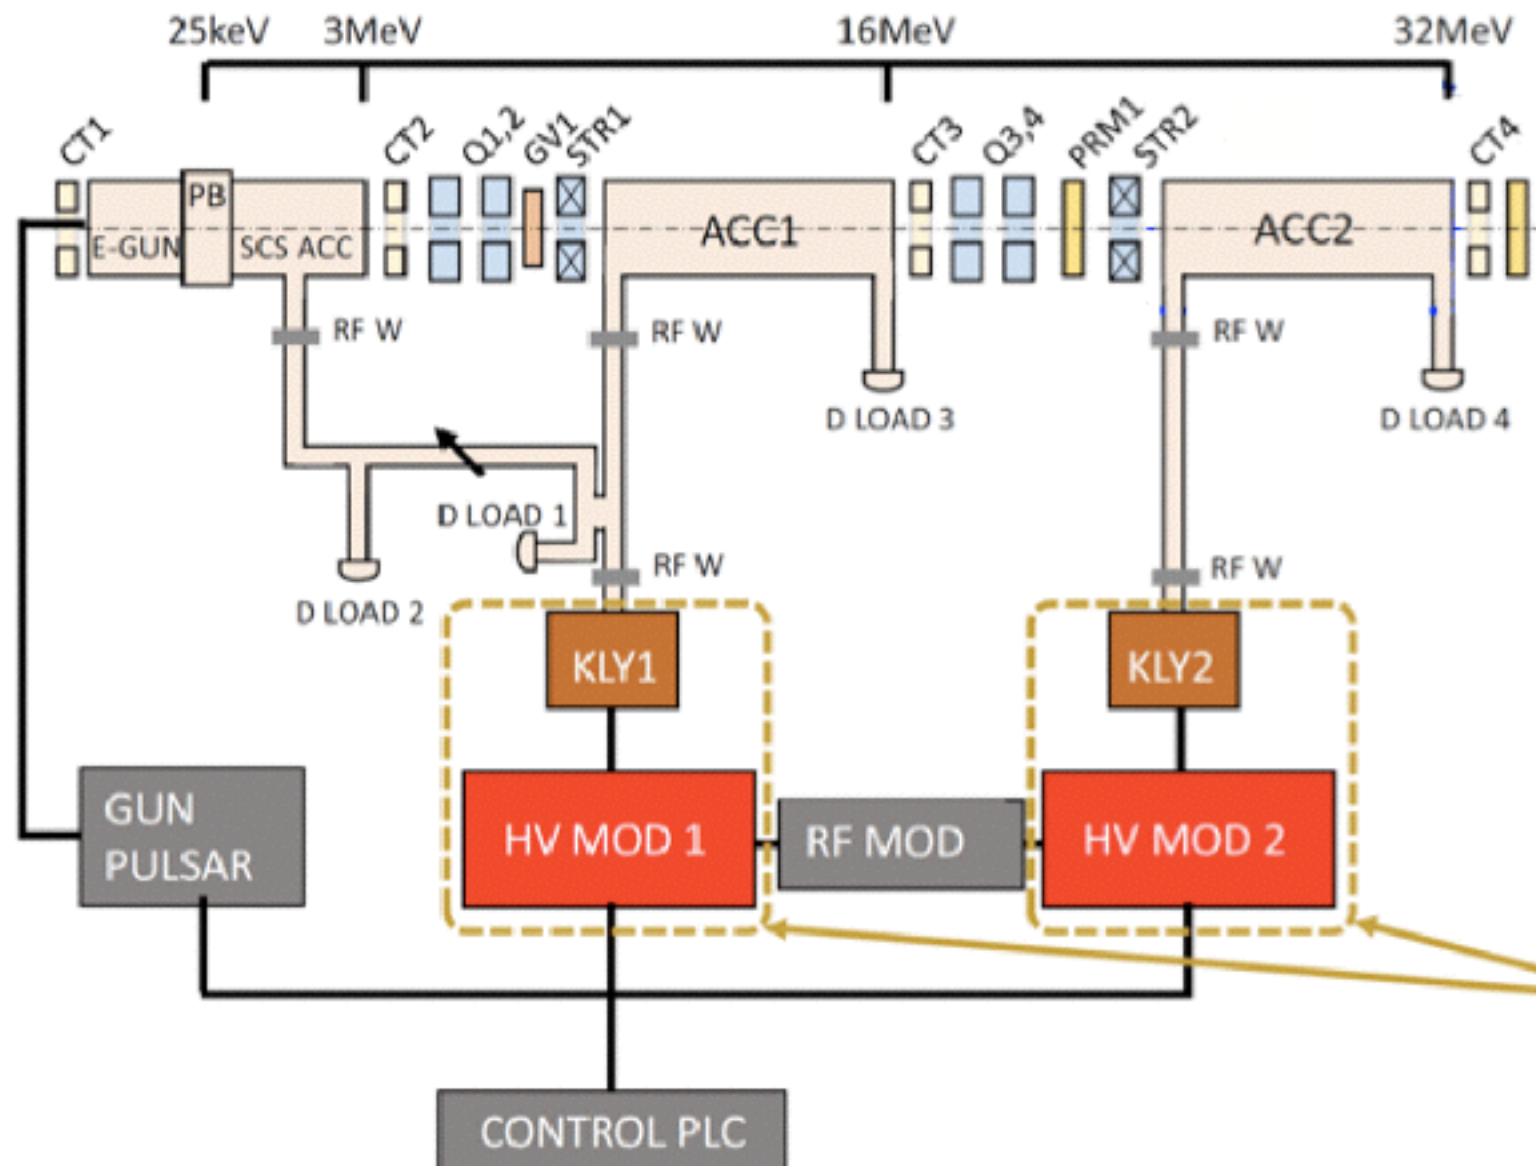 25keV
3MeV
16MeV
32MeV
CT1
CT2
Q1,2
GV1
STR1
CT3
Q3,4
PRM1
STR2
CT4
PB
E-GUN
SCS ACC
ACC1
ACC2
RF W
RF W
RF W
D LOAD 3
D LOAD 4
D LOAD 1
RF W
RF W
D LOAD 2
KLY1
KLY2
GUN
PULSAR
HV MOD 1
RF MOD
HV MOD 2
CONTROL PLC